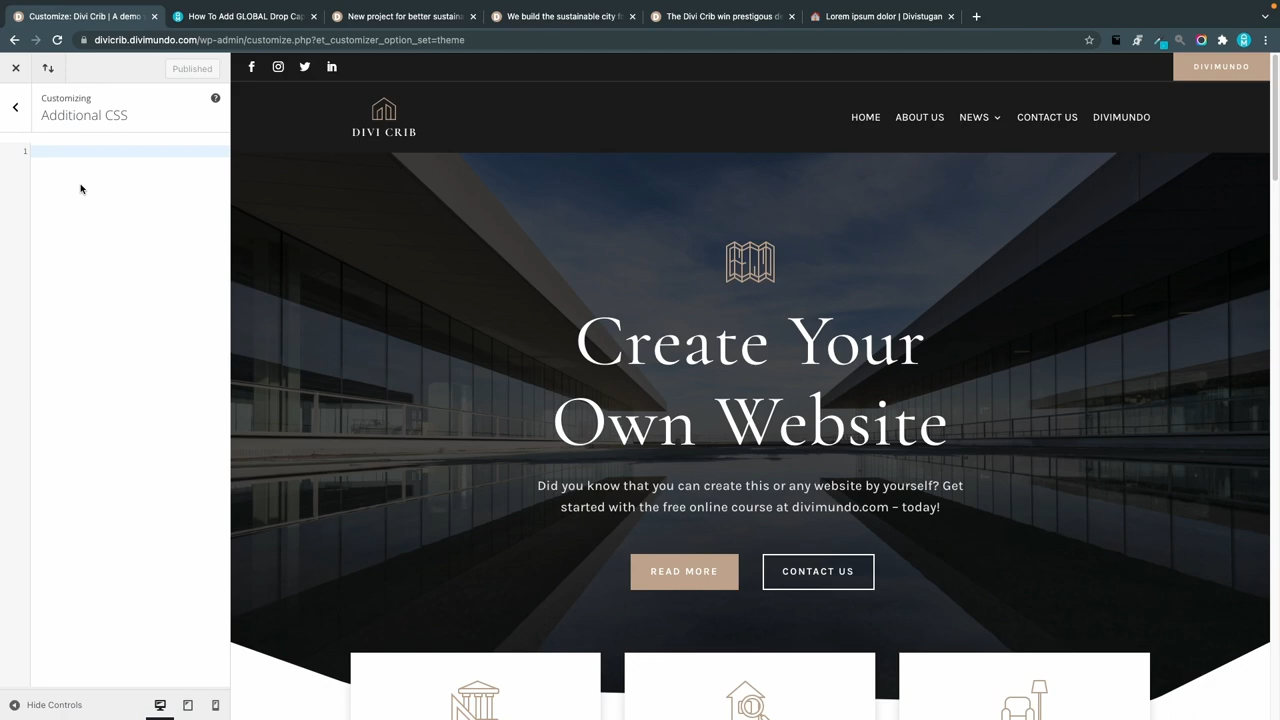 Customize: Divi Crib | A demo
How To Add GLOBAL Drop Cap
New project for better sustaina
We build the sustainable city fo
The Divi Crib win prestigous de
Lorem ipsum dolor | Divistugan
divicrib.divimundo.com/wp-admin/customize.php?et_customizer_option_set=theme
Published
Customizing
Additional CSS
1
Hide Controls
DIVIMUNDO
DIVI CRIB
HOME ABOUT US NEWS CONTACT US DIVIMUNDO
Create Your
Own Website
Did you know that you can create this or any website by yourself? Get
started with the free online course at divimundo.com – today!
READ MORE CONTACT US